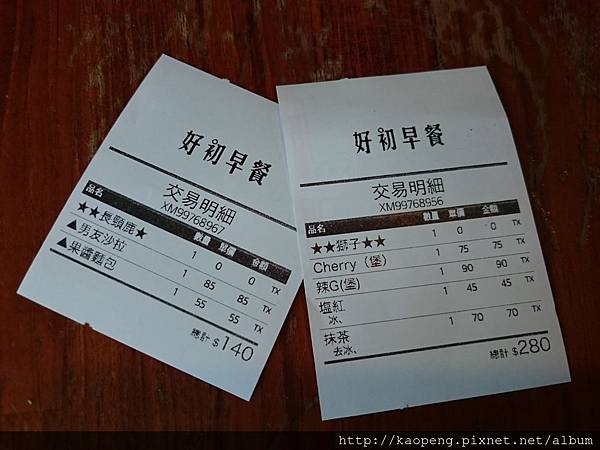 好初早餐
交易明細
XM99768967
品名 數量 單價 金額
★★長頸鹿★ 1 0 0 TX
▲男友沙拉 1 85 85 TX
▲果醬麵包 1 55 55 TX
總計 $140
好初早餐
交易明細
XM99768956
品名 數量 單價 金額
★★獅子★★ 1 0 0 TX
Cherry（堡） 1 75 75 TX
辣G(堡) 1 90 90 TX
塩紅 1 45 45 TX
冰、
抹茶 1 70 70 TX
去冰、
總計 $280
http://kaopeng.pixnet.net/album